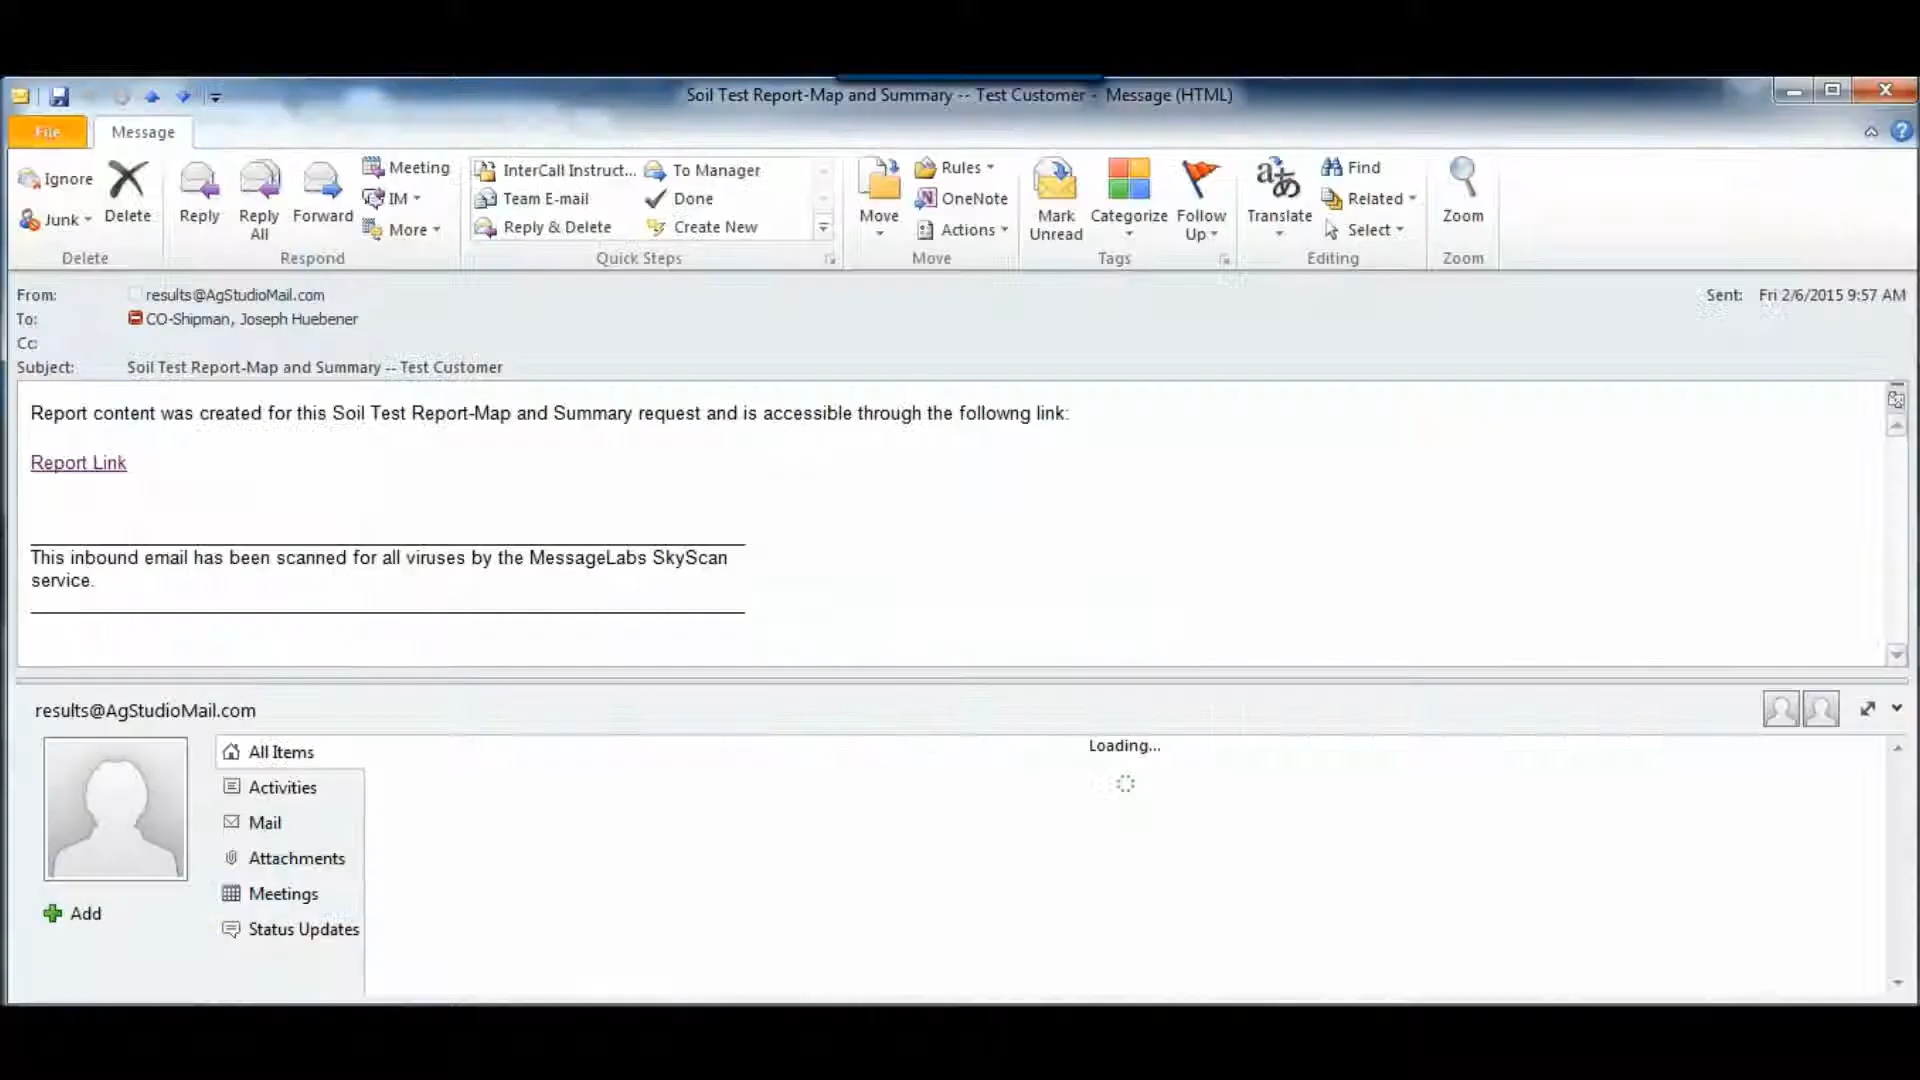 Soil Test Report-Map and Summary -- Test Customer - Message (HTML)
File
Message
Ignore
Junk
Delete
Delete
Reply
Reply All
Forward
Meeting
IM
More
Respond
InterCall Instruct...
To Manager
Team E-mail
Done
Reply & Delete
Create New
Quick Steps
Move
Rules
OneNote
Actions
Move
Mark Unread
Categorize
Follow Up
Tags
Translate
Find
Related
Select
Editing
Zoom
Zoom
From: results@AgStudioMail.com
Sent: Fri 2/6/2015 9:57 AM
To: CO-Shipman, Joseph Huebener
Cc:
Subject: Soil Test Report-Map and Summary -- Test Customer
Report content was created for this Soil Test Report-Map and Summary request and is accessible through the followng link:
Report Link
This inbound email has been scanned for all viruses by the MessageLabs SkyScan
service.
results@AgStudioMail.com
All Items
Activities
Mail
Attachments
Meetings
Status Updates
Add
Loading...